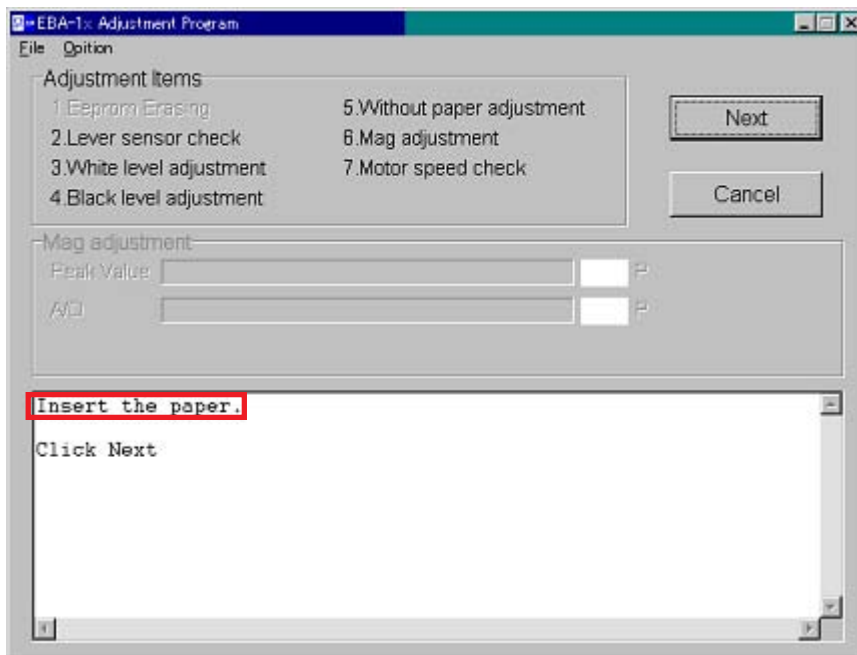 EBA-1x Adjustment Program
File Opition
Adjustment Items
1.Eeprom Erasing
2.Lever sensor check
3.White level adjustment
4.Black level adjustment
5.Without paper adjustment
6.Mag adjustment
7.Motor speed check
Next
Cancel
Mag adjustment
Peak Value P
A/D P
Insert the paper.
Click Next